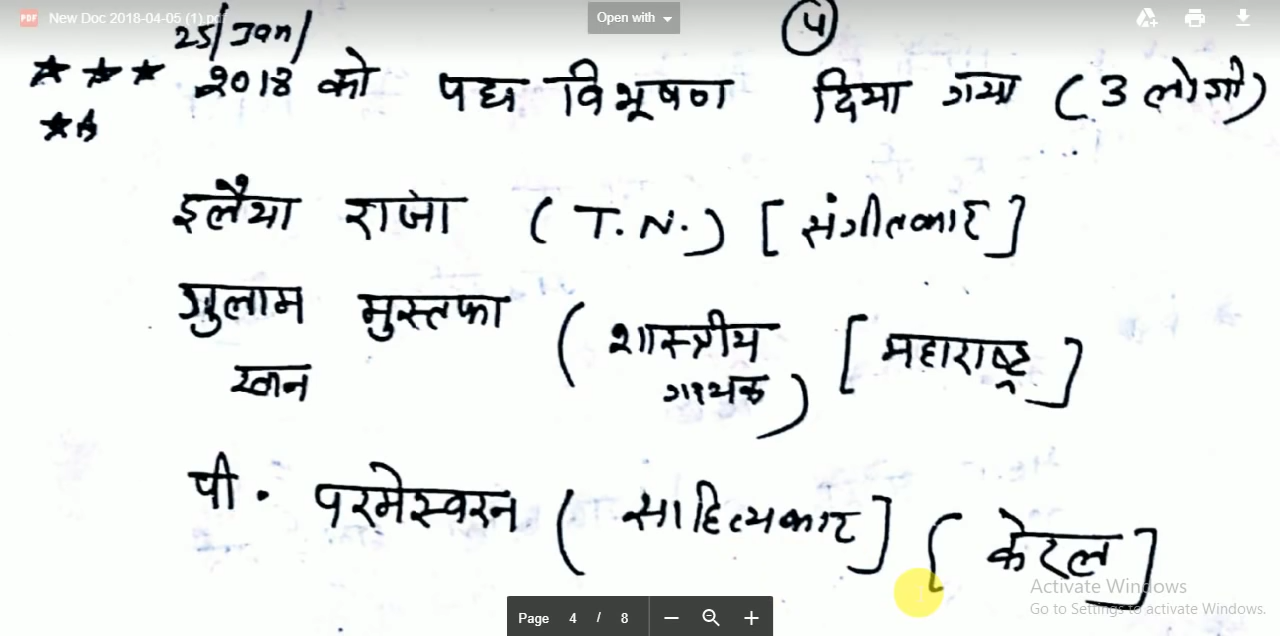 New Doc 2018-04-05 (1).pdf
Open with
4
25/Jan/
2018 को पद्म विभूषण दिया गया (3 लोगो)
इलैया राजा (T.N.) [संगीतकार]
गुलाम मुस्तफा (शास्त्रीय [महाराष्ट्र]
खान गायक)
पी. परमेस्वरन (साहित्यकार] [केरल]
Activate Windows
Go to Settings to activate Windows.
Page 4 / 8